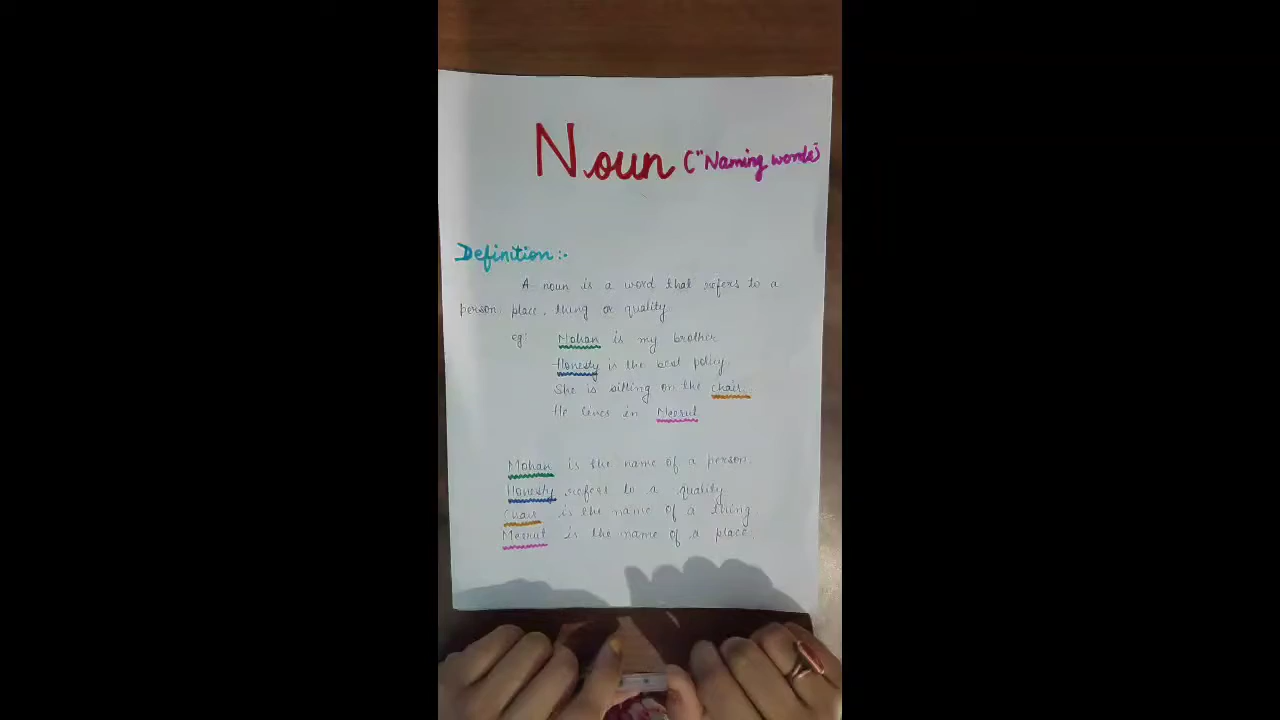 Noun ("Naming words")
Definition :-
A noun is a word that refers to a
person, place, thing or quality.
eg: Mohan is my brother
Honesty is the best policy.
She is sitting on the chair.
He lives in Meerut
Mohan is the name of a person.
Honesty refers to a quality
Chair is the name of a thing
Meerut is the name of a place.